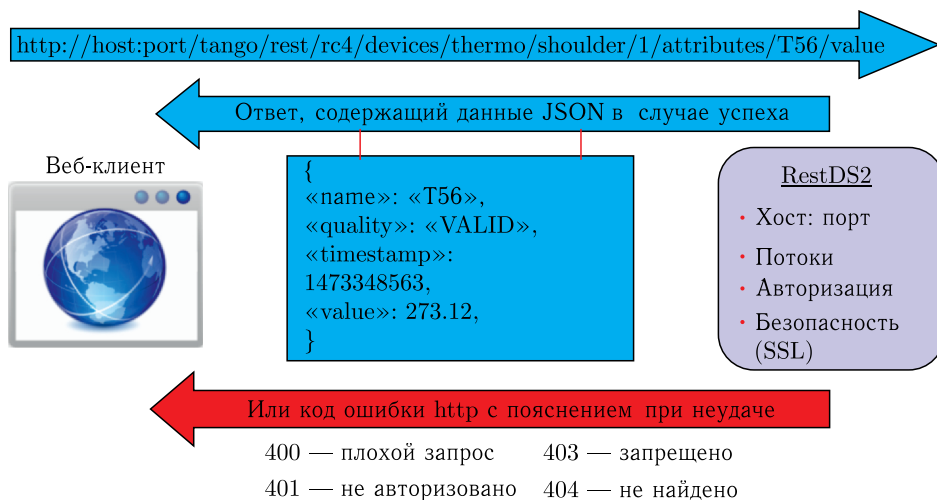 http://host:port/tango/rest/rc4/devices/thermo/shoulder/1/attributes/T56/value
Ответ, содержащий данные JSON в случае успеха
Веб-клиент
{
«name»: «T56»,
«quality»: «VALID»,
«timestamp»:
1473348563,
«value»: 273.12,
}
RestDS2
• Хост: порт
• Потоки
• Авторизация
• Безопасность
(SSL)
Или код ошибки http с пояснением при неудаче
400 — плохой запрос
403 — запрещено
401 — не авторизовано
404 — не найдено